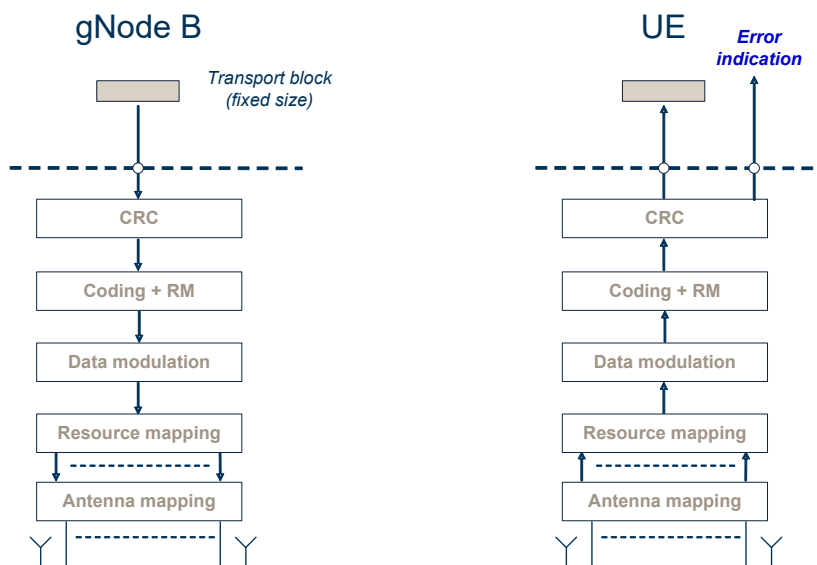 gNode B
Transport block
(fixed size)
CRC
Coding + RM
Data modulation
Resource mapping
Antenna mapping
UE
Error
indication
CRC
Coding + RM
Data modulation
Resource mapping
Antenna mapping